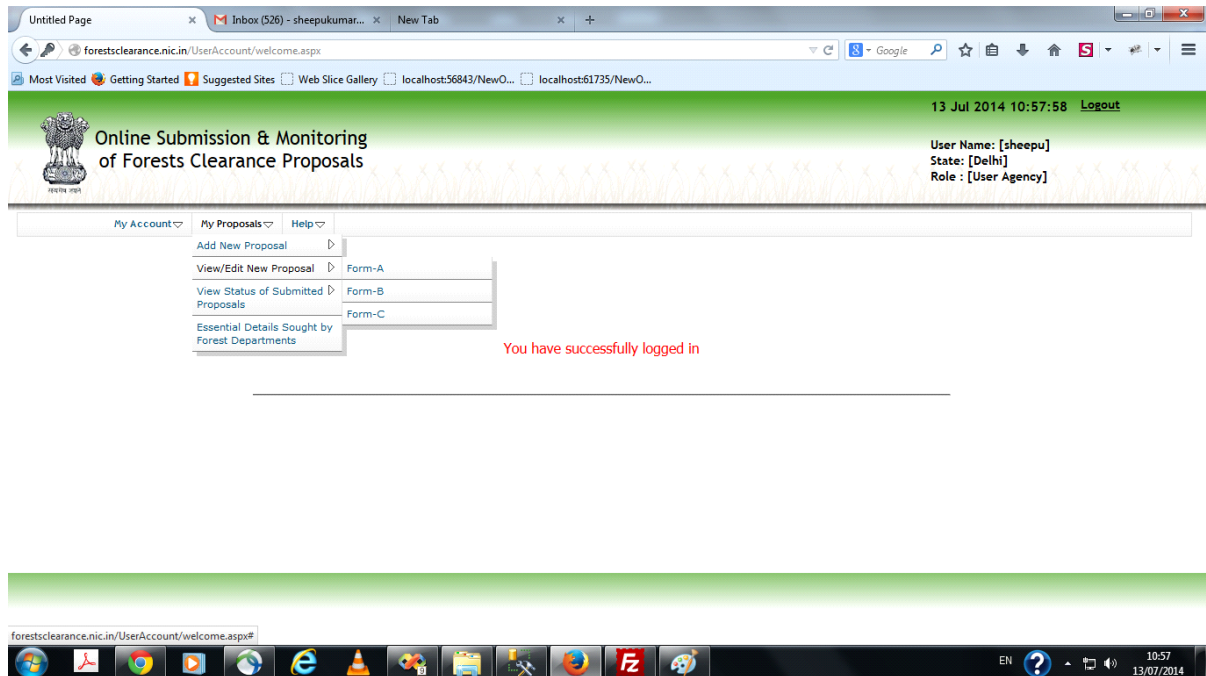 Untitled Page
Inbox (526) - sheepukumar...
New Tab
forestsclearance.nic.in/UserAccount/welcome.aspx
Google
Most Visited
Getting Started
Suggested Sites
Web Slice Gallery
localhost:56843/NewO...
localhost:61735/NewO...
13 Jul 2014 10:57:58 Logout
Online Submission & Monitoring
of Forests Clearance Proposals
सत्यमेव जयते
User Name: [sheepu]
State: [Delhi]
Role : [User Agency]
My Account
My Proposals
Help
Add New Proposal
View/Edit New Proposal
Form-A
View Status of Submitted
Proposals
Form-B
Form-C
Essential Details Sought by
Forest Departments
You have successfully logged in
forestsclearance.nic.in/UserAccount/welcome.aspx#
EN
10:57
13/07/2014